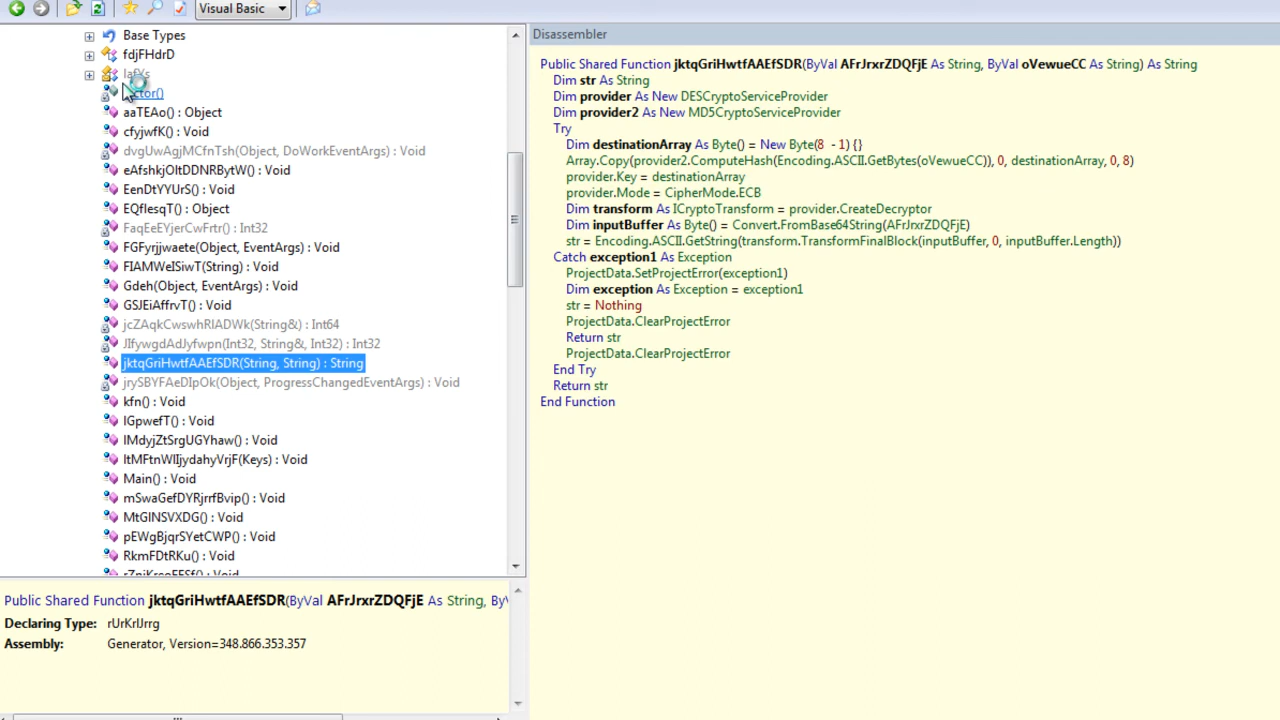 Visual Basic
Base Types
fdjFHdrD
ctor()
aaTEAo() : Object
cfyjwfK() : Void
dvgUwAgjMCfnTsh(Object, DoWorkEventArgs) : Void
eAfshkjOltDDNRBytW() : Void
EenDtYYUrS() : Void
EQflesqT() : Object
FaqEeEYjerCwFrtr() : Int32
FGFyrjjwaete(Object, EventArgs) : Void
FIAMWeISiwT(String) : Void
Gdeh(Object, EventArgs) : Void
GSJEiAffrvT() : Void
jcZAqkCwswhRlADWk(String&) : Int64
JIfywgdAdJyfwpn(Int32, String&, Int32) : Int32
jktqGriHwtfAAEfSDR(String, String) : String
jrySBYFAeDIpOk(Object, ProgressChangedEventArgs) : Void
kfn() : Void
lGpwefT() : Void
lMdyjZtSrgUGYhaw() : Void
ltMFtnWIIjydahyVrjF(Keys) : Void
Main() : Void
mSwaGefDYRjrrfBvip() : Void
MtGlNSVXDG() : Void
pEWgBjqrSYetCWP() : Void
RkmFDtRKu() : Void
Public Shared Function jktqGriHwtfAAEfSDR(ByVal AFrJrxrZDQFjE As String, By
Declaring Type: rUrKrlJrrg
Assembly: Generator, Version=348.866.353.357
Disassembler
Public Shared Function jktqGriHwtfAAEfSDR(ByVal AFrJrxrZDQFjE As String, ByVal oVewueCC As String) As String
Dim str As String
Dim provider As New DESCryptoServiceProvider
Dim provider2 As New MD5CryptoServiceProvider
Try
Dim destinationArray As Byte() = New Byte(8 - 1) {}
Array.Copy(provider2.ComputeHash(Encoding.ASCII.GetBytes(oVewueCC)), 0, destinationArray, 0, 8)
provider.Key = destinationArray
provider.Mode = CipherMode.ECB
Dim transform As ICryptoTransform = provider.CreateDecryptor
Dim inputBuffer As Byte() = Convert.FromBase64String(AFrJrxrZDQFjE)
str = Encoding.ASCII.GetString(transform.TransformFinalBlock(inputBuffer, 0, inputBuffer.Length))
Catch exception1 As Exception
ProjectData.SetProjectError(exception1)
Dim exception As Exception = exception1
str = Nothing
ProjectData.ClearProjectError
Return str
ProjectData.ClearProjectError
End Try
Return str
End Function